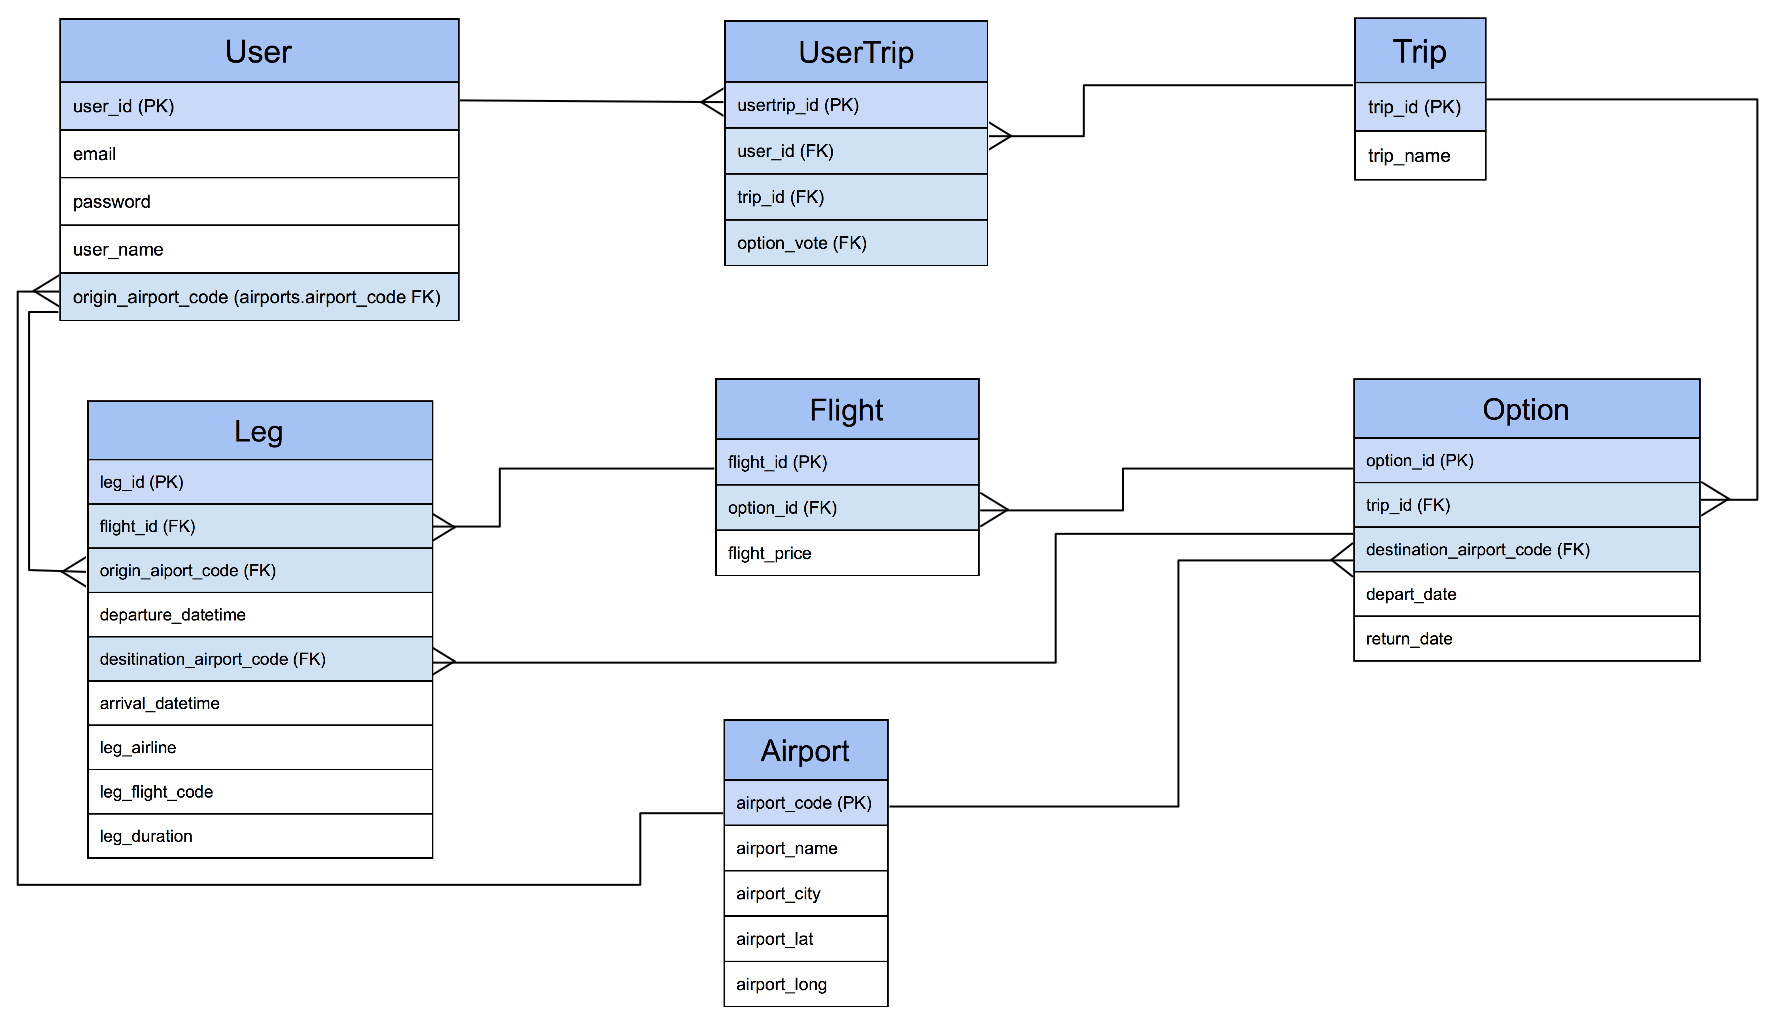 User
user_id (PK)
email
password
user_name
origin_airport_code (airports.airport_code FK)
UserTrip
usertrip_id (PK)
user_id (FK)
trip_id (FK)
option_vote (FK)
Trip
trip_id (PK)
trip_name
Leg
leg_id (PK)
flight_id (FK)
origin_aiport_code (FK)
departure_datetime
desitination_airport_code (FK)
arrival_datetime
leg_airline
leg_flight_code
leg_duration
Flight
flight_id (PK)
option_id (FK)
flight_price
Option
option_id (PK)
trip_id (FK)
destination_airport_code (FK)
depart_date
return_date
Airport
airport_code (PK)
airport_name
airport_city
airport_lat
airport_long